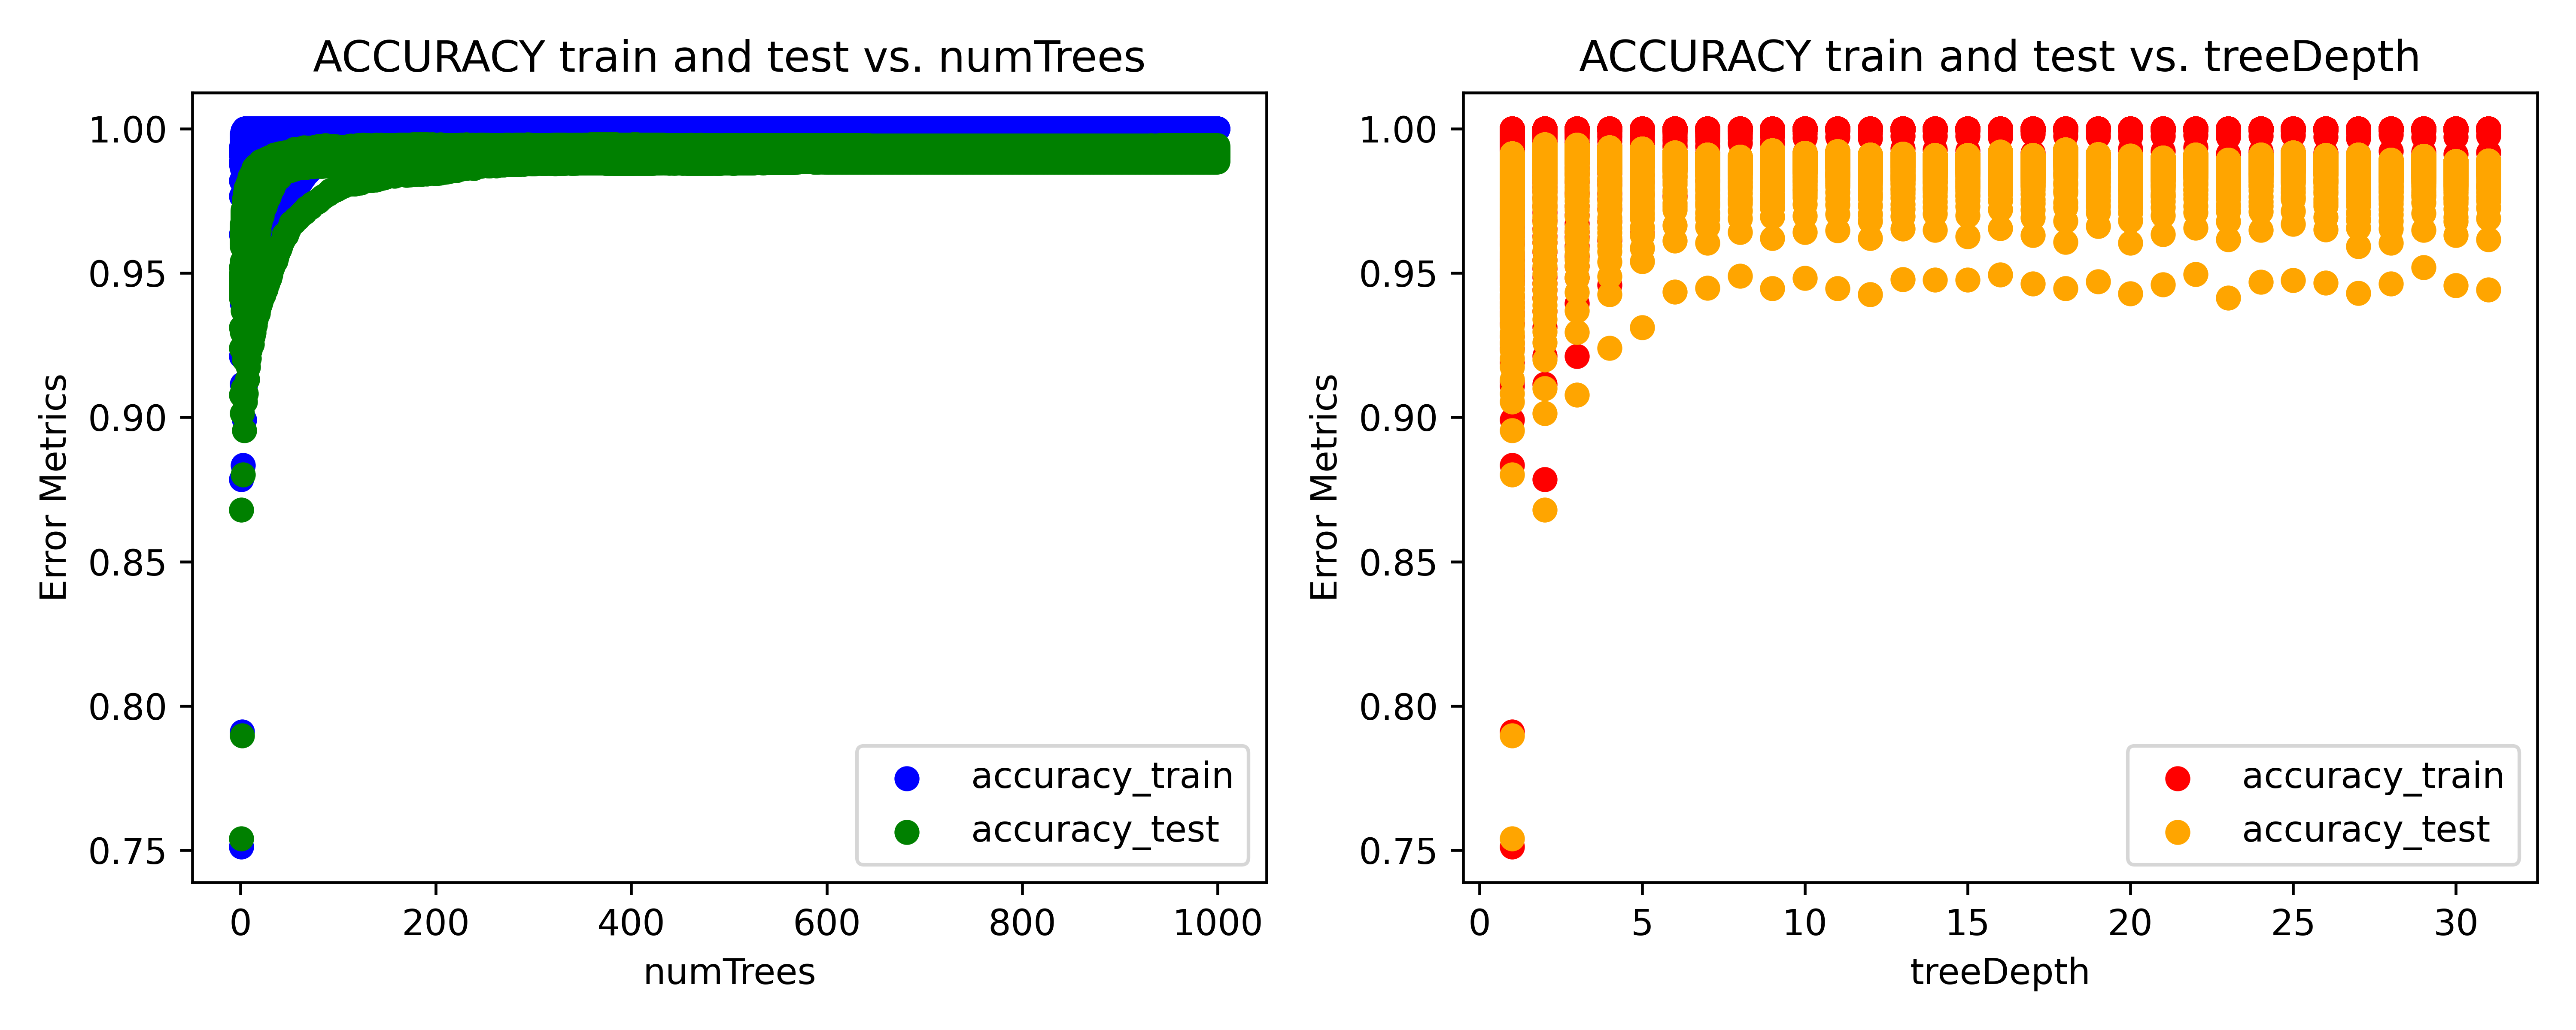 ACCURACY train and test vs. numTrees
1.00
0.95
0.90
0.85
0.80
0.75
Error Metrics
0 200 400 600 800 1000
numTrees
accuracy_train
accuracy_test
ACCURACY train and test vs. treeDepth
1.00
0.95
0.90
0.85
0.80
0.75
Error Metrics
0 5 10 15 20 25 30
treeDepth
accuracy_train
accuracy_test